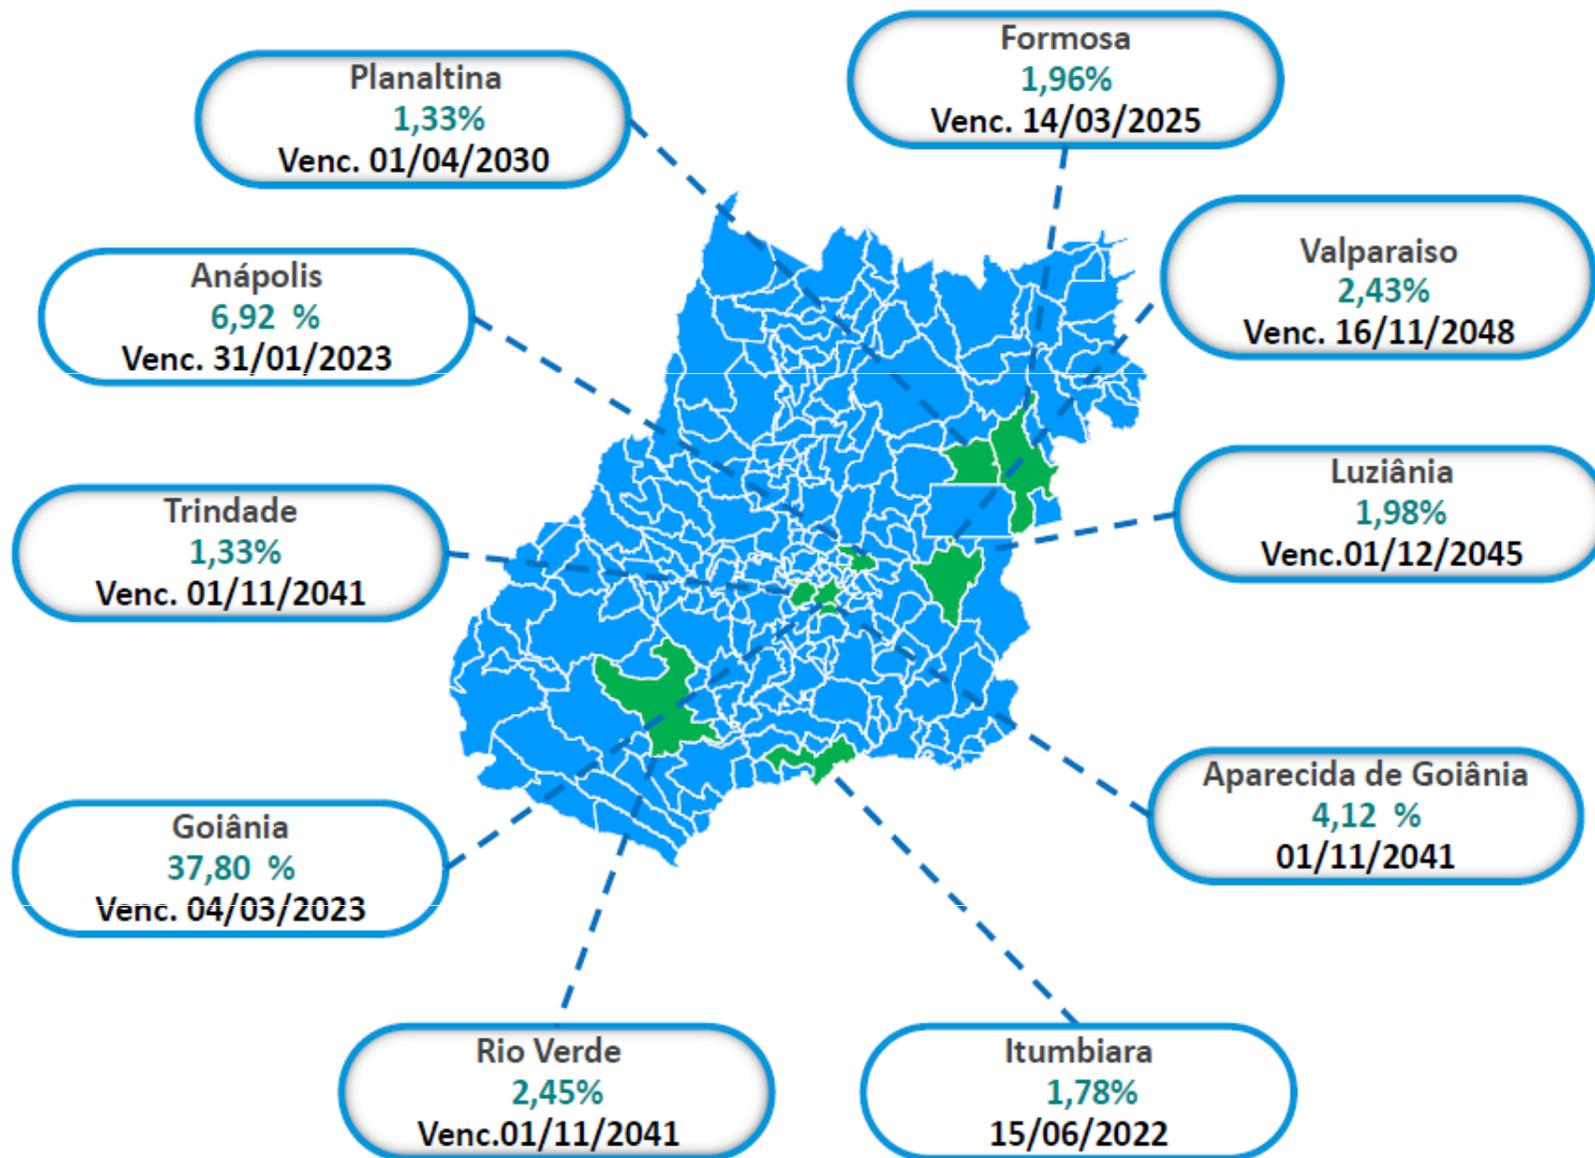 Planaltina
1,33%
Venc. 01/04/2030
Formosa
1,96%
Venc. 14/03/2025
Anápolis
6,92 %
Venc. 31/01/2023
Valparaiso
2,43%
Venc. 16/11/2048
Trindade
1,33%
Venc. 01/11/2041
Luziânia
1,98%
Venc.01/12/2045
Goiânia
37,80 %
Venc. 04/03/2023
Aparecida de Goiânia
4,12 %
01/11/2041
Rio Verde
2,45%
Venc.01/11/2041
Itumbiara
1,78%
15/06/2022